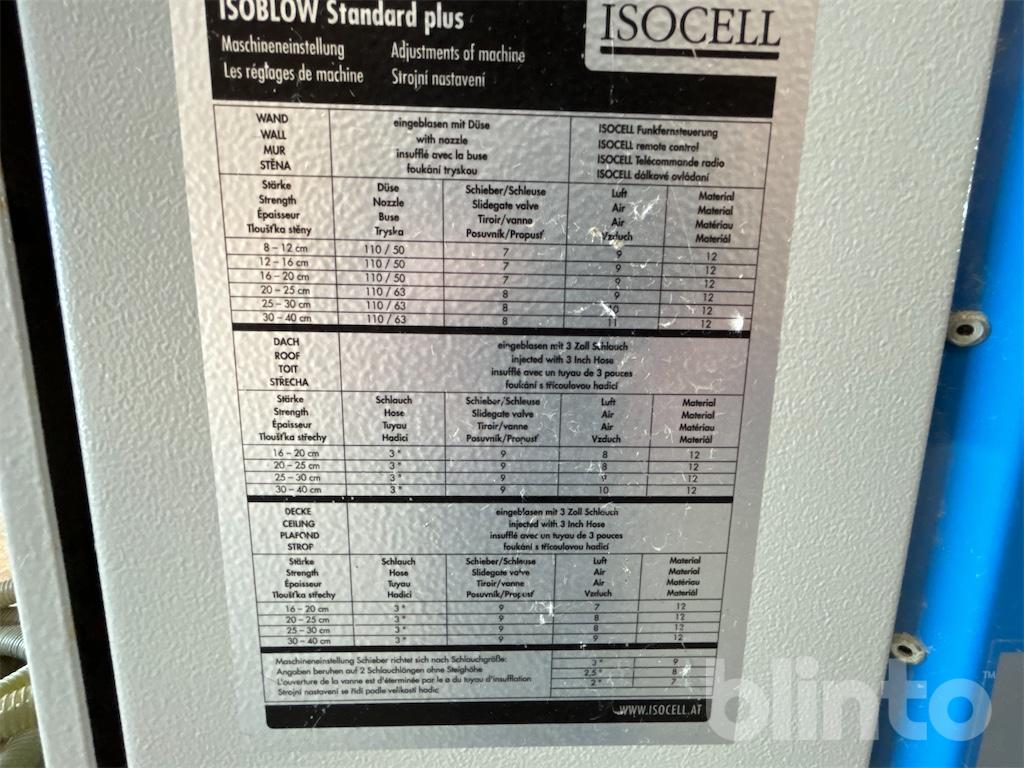 ISOBLOW Standard plus
ISOCELL
Maschineneinstellung Adjustments of machine
Les réglages de machine Strojní nastavení
WAND eingeblasen mit Düse ISOCELL Funkfernsteuerung
WALL with nozzle ISOCELL remote control
MUR insufflé avec la buse ISOCELL Telécommande radio
STĚNA foukání tryskou ISOCELL dálkové ovládaní
Stärke Düse Schieber/Schleuse Luft Material
Strength Nozzle Slidegate valve Air Material
Épaisseur Buse Tiroir/vanne Air Matériau
Tloušťka stěny Tryska Posuvník/Propusť Vzduch Materiál
8 – 12 cm 110 / 50 7 9 12
12 – 16 cm 110 / 50 7 9 12
16 – 20 cm 110 / 50 7 9 12
20 – 25 cm 110 / 63 8 9 12
25 – 30 cm 110 / 63 8 10 12
30 – 40 cm 110 / 63 8 11 12
DACH eingeblasen mit 3 Zoll Schlauch
ROOF injected with 3 Inch Hose
TOIT insufflé avec un tuyau de 3 pouces
STŘECHA foukání s třícoulovou hadicí
Stärke Schlauch Schieber/Schleuse Luft Material
Strength Hose Slidegate valve Air Material
Épaisseur Tuyau Tiroir/vanne Air Matériau
Tloušťka střechy Hadici Posuvník/Propusť Vzduch Materiál
16 – 20 cm 3" 9 8 12
20 – 25 cm 3" 9 8 12
25 – 30 cm 3" 9 9 12
30 – 40 cm 3" 9 10 12
DECKE eingeblasen mit 3 Zoll Schlauch
CEILING injected with 3 Inch Hose
PLAFOND insufflé avec un tuyau de 3 pouces
STROP foukání s třícoulovou hadicí
Stärke Schlauch Schieber/Schleuse Luft Material
Strength Hose Slidegate valve Air Material
Épaisseur Tuyau Tiroir/vanne Air Matériau
Tloušťka střechy Hadici Posuvník/Propusť Vzduch Materiál
16 – 20 cm 3" 9 7 12
20 – 25 cm 3" 9 8 12
25 – 30 cm 3" 9 8 12
30 – 40 cm 3" 9 9 12
Maschineneinstellung Schieber richtet sich nach Schlauchgröße: 3" 9
Angaben beruhen auf 2 Schlauchlängen ohne Steighöhe 2,5" 8
L'ouverture de la vanne est d'éterminée par le ø du tuyau d'insufflation 2" 7
Strojní nastavení se řídí podle velikosti hadic
WWW.ISOCELL.AT
blinto™